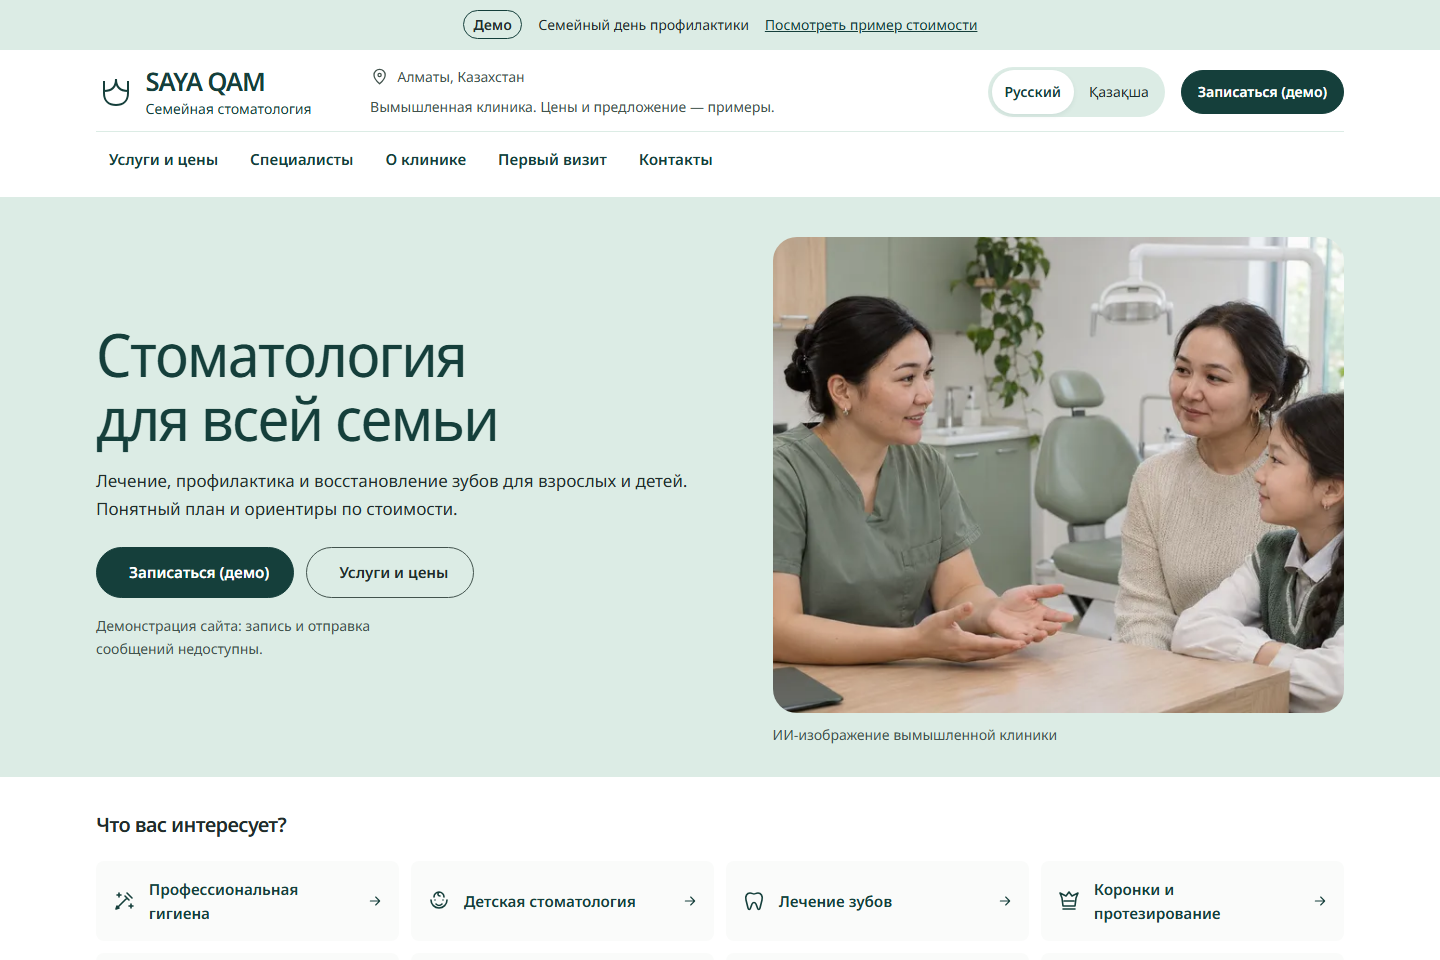 Демо Семейный день профилактики Посмотреть пример стоимости
SAYA QAM
Семейная стоматология
Алматы, Казахстан
Вымышленная клиника. Цены и предложение — примеры.
Русский Қазақша Записаться (демо)
Услуги и цены Специалисты О клинике Первый визит Контакты
Стоматология
для всей семьи
Лечение, профилактика и восстановление зубов для взрослых и детей.
Понятный план и ориентиры по стоимости.
Записаться (демо) Услуги и цены
Демонстрация сайта: запись и отправка
сообщений недоступны.
ИИ-изображение вымышленной клиники
Что вас интересует?
Профессиональная
гигиена
Детская стоматология
Лечение зубов
Коронки и
протезирование